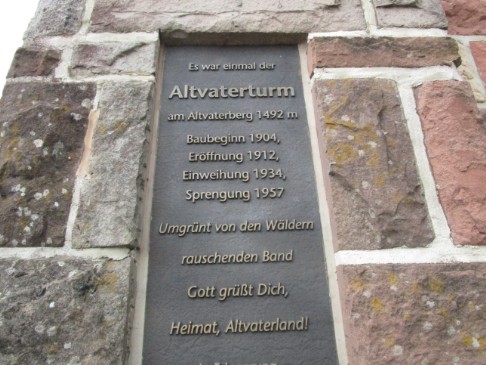 Es war einmal der
Altvaterturm
am Altvaterberg 1492 m
Baubeginn 1904,
Eröffnung 1912,
Einweihung 1934,
Sprengung 1957
Umgrünt von den Wäldern
rauschenden Band
Gott grüßt Dich,
Heimat, Altvaterland!